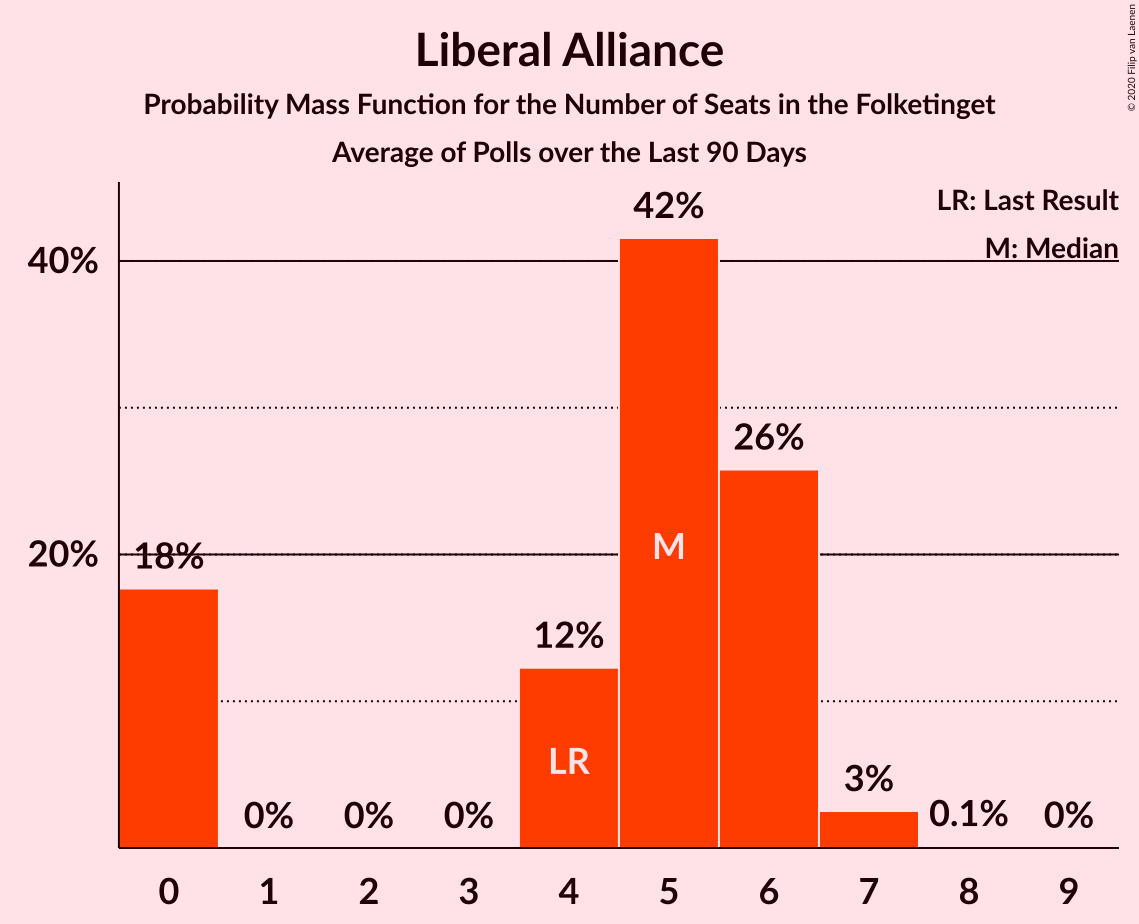 Liberal Alliance
Probability Mass Function for the Number of Seats in the Folketinget
Average of Polls over the Last 90 Days
© 2020 Filip van Laenen
LR: Last Result
M: Median
42%
40%
26%
M
20%
18%
12%
LR
3%
0%
0%
0%
0.1%
0%
0 1 2 3 4 5 6 7 8 9